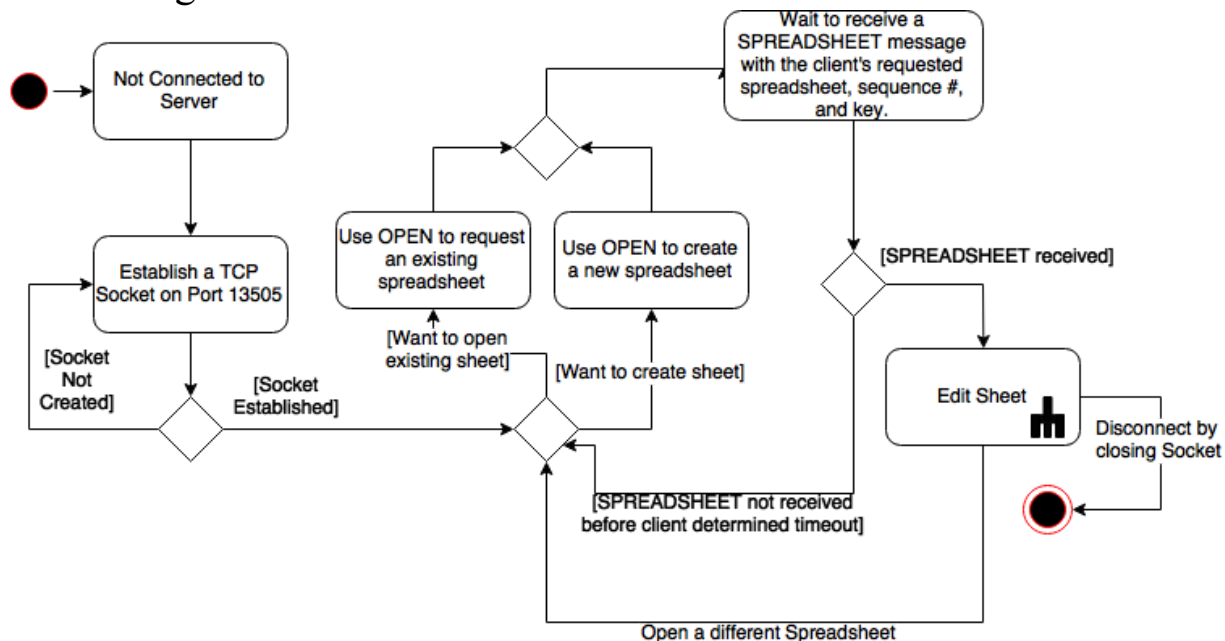 Not Connected to
Server
Wait to receive a
SPREADSHEET message
with the client's requested
spreadsheet, sequence #,
and key.
Establish a TCP
Socket on Port 13505
Use OPEN to request
an existing
spreadsheet
Use OPEN to create
a new spreadsheet
[SPREADSHEET received]
[Socket
Not
Created]
[Socket
Established]
[Want to open
existing sheet]
[Want to create sheet]
Edit Sheet
Disconnect by
closing Socket
[SPREADSHEET not received
before client determined timeout]
Open a different Spreadsheet